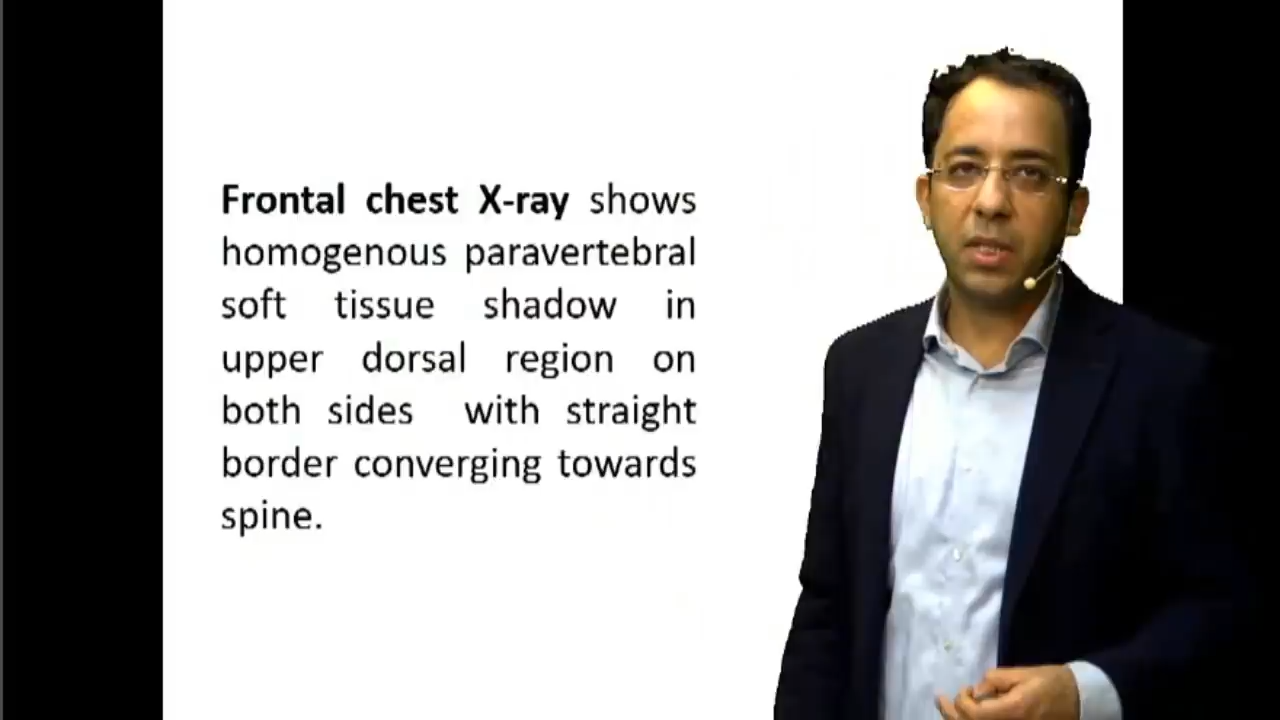 Frontal chest X-ray shows
homogenous paravertebral
soft tissue shadow in
upper dorsal region on
both sides with straight
border converging towards
spine.